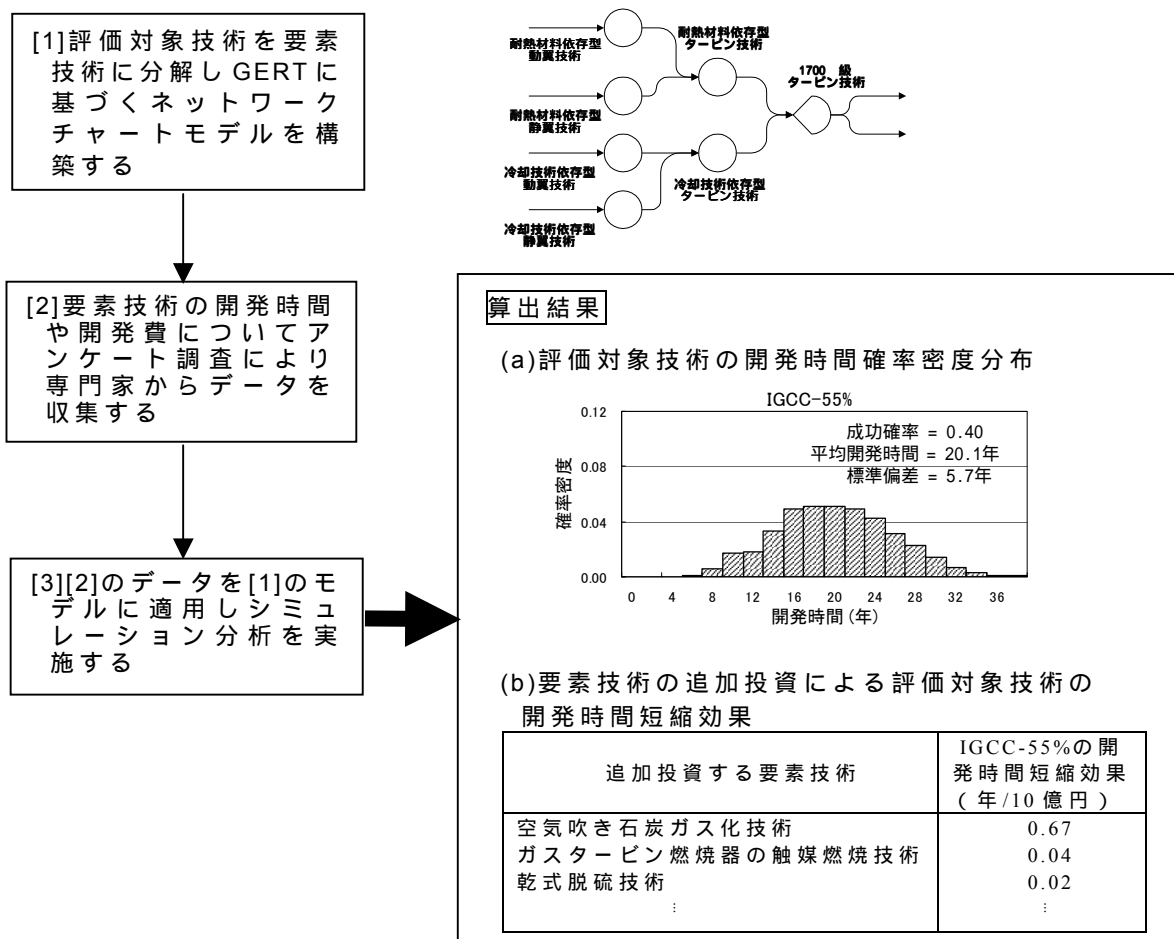 [1]評価対象技術を要素
技術に分解しGERTに
基づくネットワーク
チャートモデルを構
築する
[2]要素技術の開発時間
や開発費についてア
ンケート調査により
専門家からデータを
収集する
[3][2]のデータを[1]のモ
デルに適用しシミュ
レーション分析を実
施する
耐熱材料依存型
動翼技術
耐熱材料依存型
静翼技術
冷却技術依存型
動翼技術
冷却技術依存型
静翼技術
耐熱材料依存型
タービン技術
冷却技術依存型
タービン技術
1700 級
タービン技術
算出結果
(a)評価対象技術の開発時間確率密度分布
IGCC-55%
成功確率 = 0.40
平均開発時間 = 20.1年
標準偏差 = 5.7年
確率密度
0.12
0.08
0.04
0.00
0 4 8 12 16 20 24 28 32 36
開発時間(年)
(b)要素技術の追加投資による評価対象技術の
開発時間短縮効果
追加投資する要素技術
IGCC-55%の開
発時間短縮効果
(年/10億円)
空気吹き石炭ガス化技術 0.67
ガスタービン燃焼器の触媒燃焼技術 0.04
乾式脱硫技術 0.02
⋮ ⋮